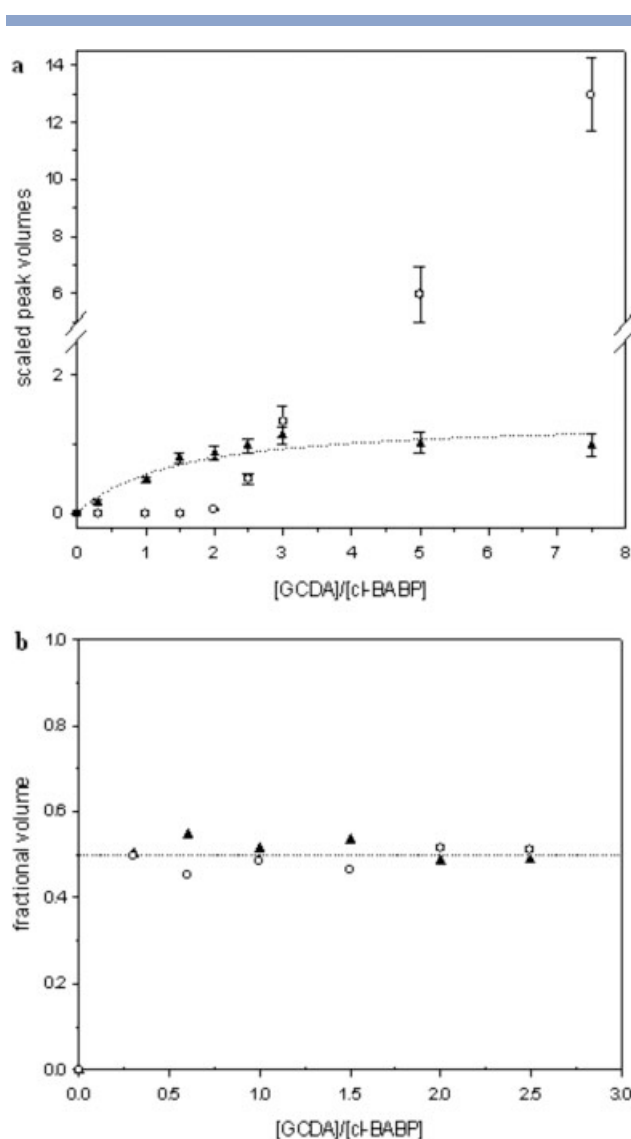 a
14
12
10
8
6
2
0
scaled peak volumes
0 1 2 3 4 5 6 7 8
[GCDA]/[cl-BABP]
b
1.0
0.8
0.6
0.4
0.2
0.0
fractional volume
0.0 0.5 1.0 1.5 2.0 2.5 3.0
[GCDA]/[cl-BABP]